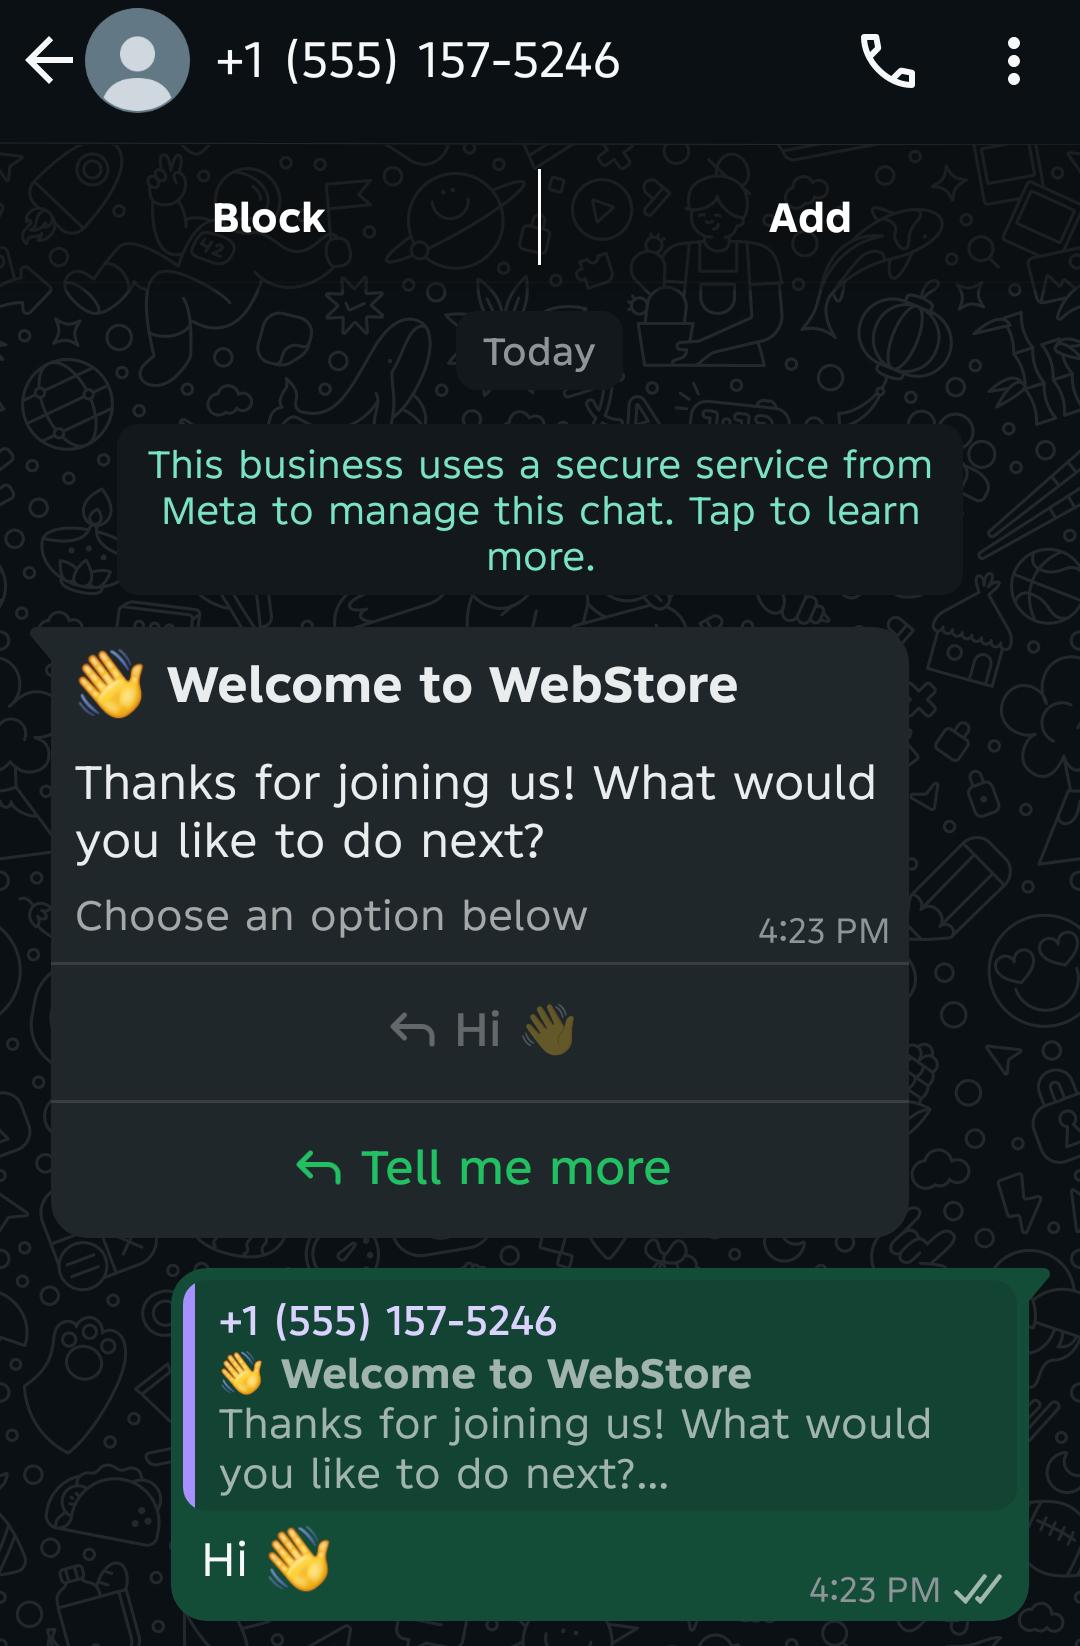 +1 (555) 157-5246
Block
Add
Today
This business uses a secure service from
Meta to manage this chat. Tap to learn
more.
👋 Welcome to WebStore
Thanks for joining us! What would
you like to do next?
Choose an option below
4:23 PM
Hi 👋
Tell me more
+1 (555) 157-5246
👋 Welcome to WebStore
Thanks for joining us! What would
you like to do next?...
Hi 👋
4:23 PM